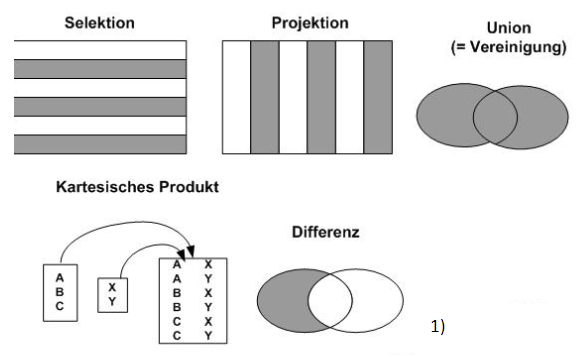 Selektion
Projektion
Union
(= Vereinigung)
Kartesisches Produkt
A
B
C
X
Y
A X
A Y
B X
B Y
C X
C Y
Differenz
1)